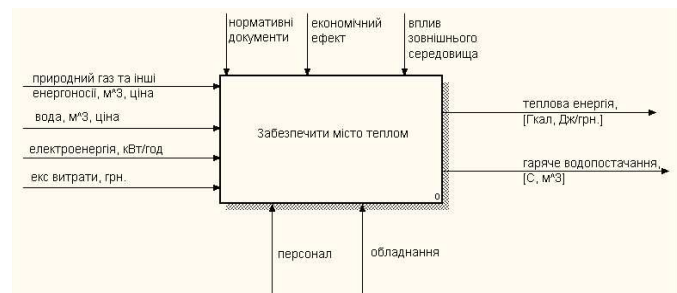 нормативні
документи
економічний
ефект
вплив
зовнішнього
середовища
природний газ та інші
енергоносії, м^3, ціна
вода, м^3, ціна
електроенергія, кВт/год
екс витрати, грн.
Забезпечити місто теплом
0
теплова енергія,
[Гкал, Дж/грн.]
гаряче водопостачання,
[С, м^3]
персонал
обладнання